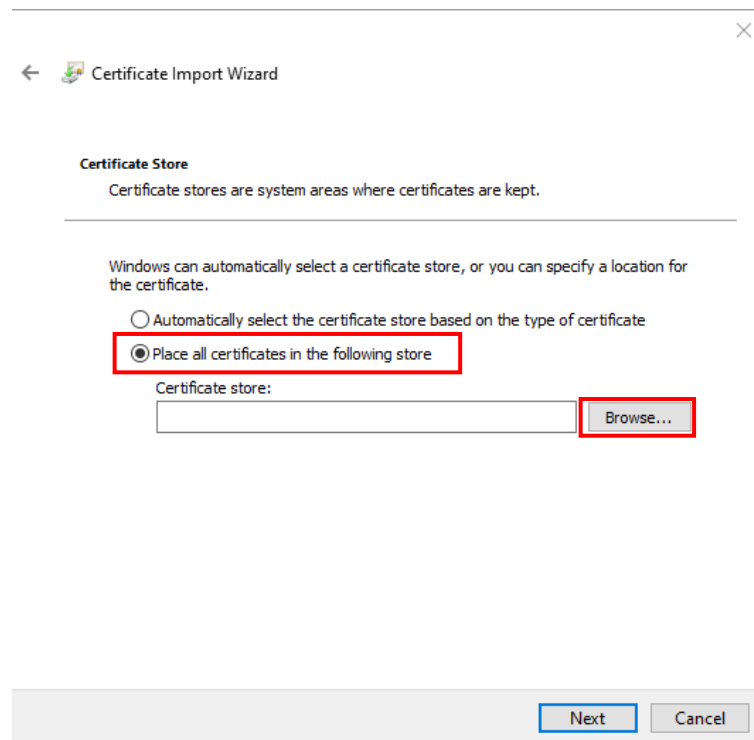 Certificate Import Wizard
Certificate Store
Certificate stores are system areas where certificates are kept.
Windows can automatically select a certificate store, or you can specify a location for
the certificate.
Automatically select the certificate store based on the type of certificate
Place all certificates in the following store
Certificate store:
Browse...
Next
Cancel